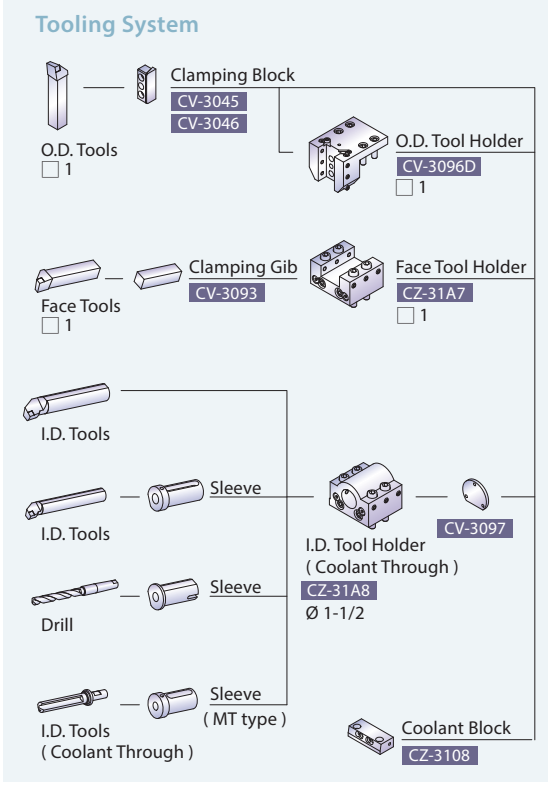 Tooling System
Clamping Block
CV-3045
CV-3046
O.D. Tools
□ 1
O.D. Tool Holder
CV-3096D
□ 1
Clamping Gib
CV-3093
Face Tool Holder
CZ-31A7
□ 1
Face Tools
□ 1
I.D. Tools
Sleeve
I.D. Tools
CV-3097
I.D. Tool Holder
( Coolant Through )
CZ-31A8
Ø 1-1/2
Sleeve
Drill
Sleeve
( MT type )
I.D. Tools
( Coolant Through )
Coolant Block
CZ-3108